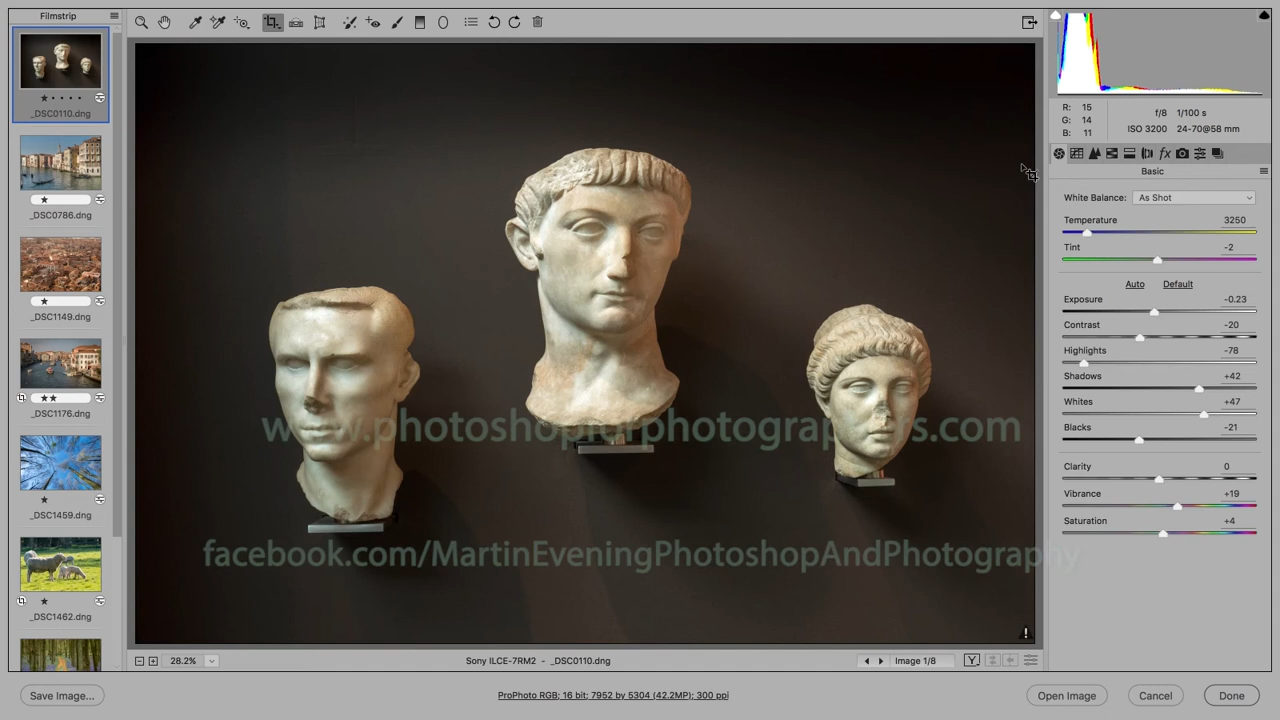 Filmstrip
_DSC0110.dng
_DSC0786.dng
_DSC1149.dng
_DSC1176.dng
_DSC1459.dng
_DSC1462.dng
www.photoshopforphotographers.com
facebook.com/MartinEveningPhotoshopAndPhotography
28.2%
Sony ILCE-7RM2 - _DSC0110.dng
Image 1/8
Y
R: 15
G: 14
B: 11
f/8 1/100 s
ISO 3200 24-70@58 mm
fx
Basic
White Balance: As Shot
Temperature 3250
Tint -2
Auto Default
Exposure -0.23
Contrast -20
Highlights -78
Shadows +42
Whites +47
Blacks -21
Clarity 0
Vibrance +19
Saturation +4
Save Image...
ProPhoto RGB; 16 bit; 7952 by 5304 (42.2MP); 300 ppi
Open Image
Cancel
Done